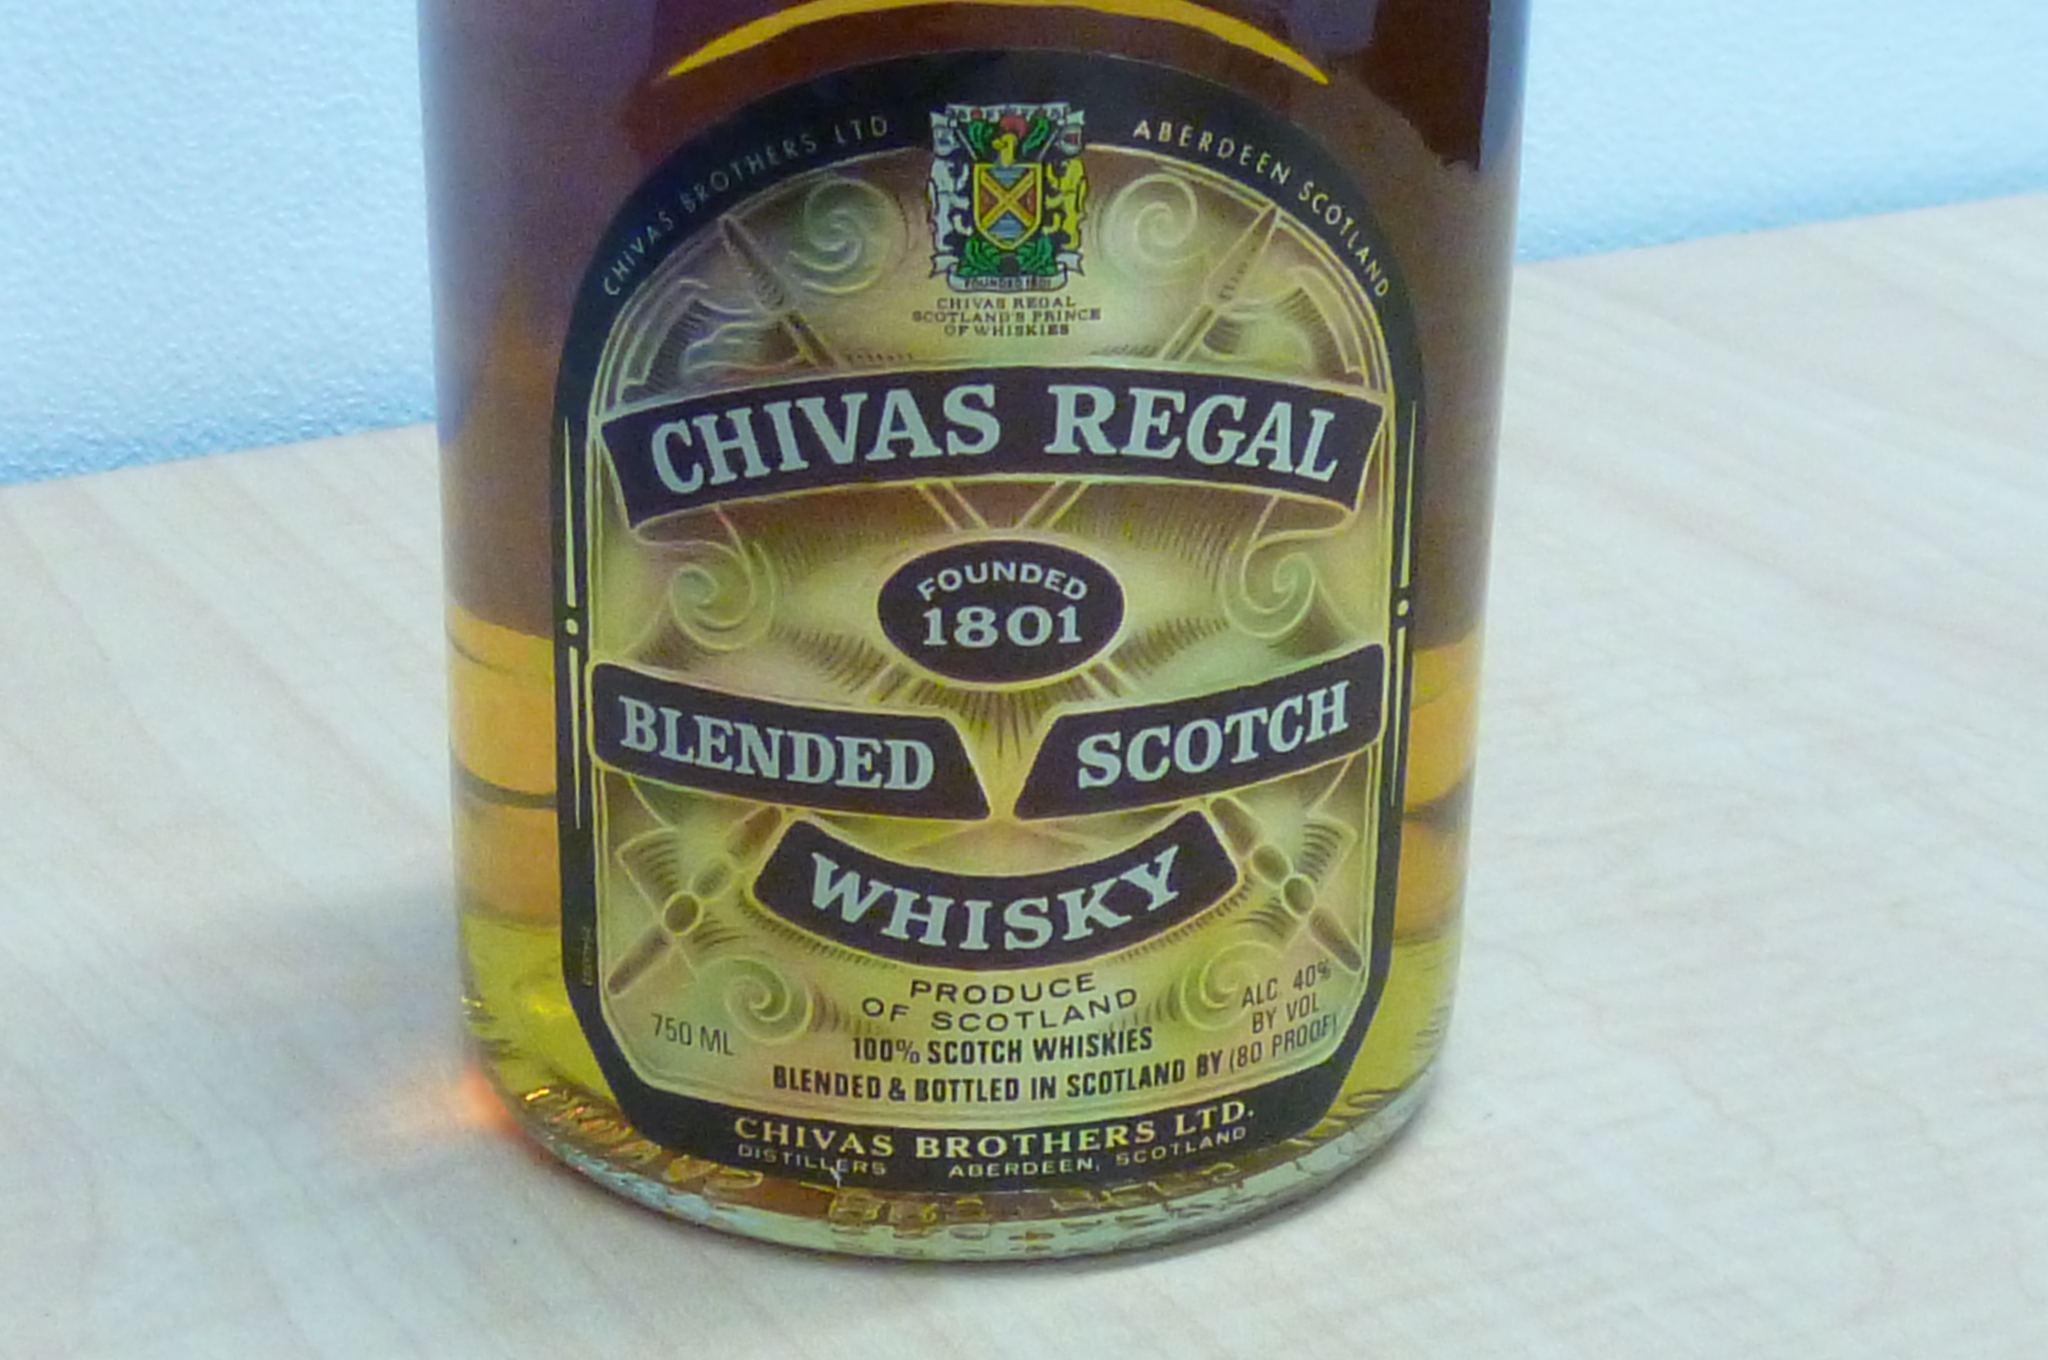 CHIVAS BROTHERS LTD
ABERDEEN SCOTLAND
FOUNDED 1801
CHIVAS REGAL
SCOTLAND'S PRINCE
OF WHISKIES
CHIVAS REGAL
FOUNDED
1801
BLENDED SCOTCH
WHISKY
PRODUCE
OF SCOTLAND
750 ML
ALC. 40%
BY VOL
(80 PROOF)
100% SCOTCH WHISKIES
BLENDED & BOTTLED IN SCOTLAND BY
CHIVAS BROTHERS LTD.
DISTILLERS ABERDEEN, SCOTLAND